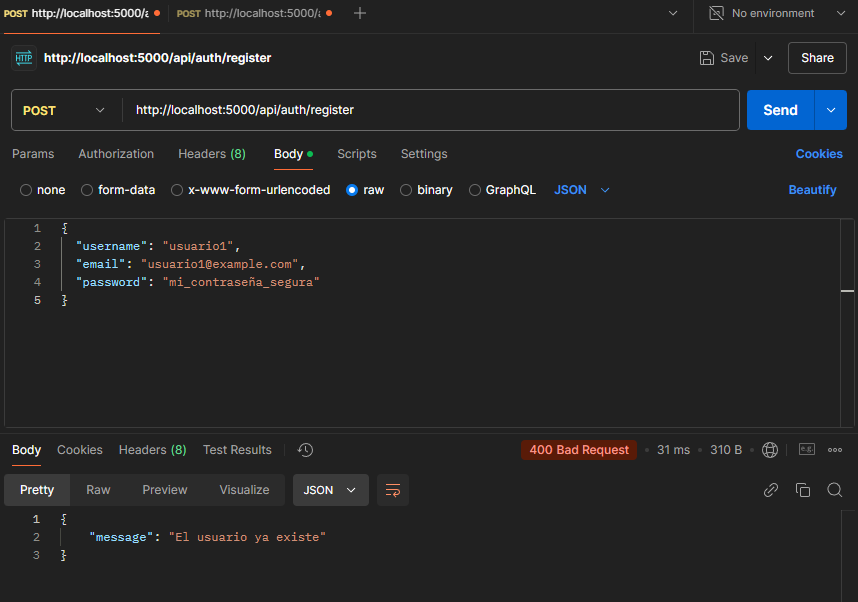 POST http://localhost:5000/a POST http://localhost:5000/a No environment
HTTP http://localhost:5000/api/auth/register Save Share
POST http://localhost:5000/api/auth/register Send
Params Authorization Headers (8) Body Scripts Settings Cookies
none form-data x-www-form-urlencoded raw binary GraphQL JSON Beautify
1 {
2 "username": "usuario1",
3 "email": "usuario1@example.com",
4 "password": "mi_contraseña_segura"
5 }
Body Cookies Headers (8) Test Results 400 Bad Request 31 ms 310 B
Pretty Raw Preview Visualize JSON
1 {
2 "message": "El usuario ya existe"
3 }